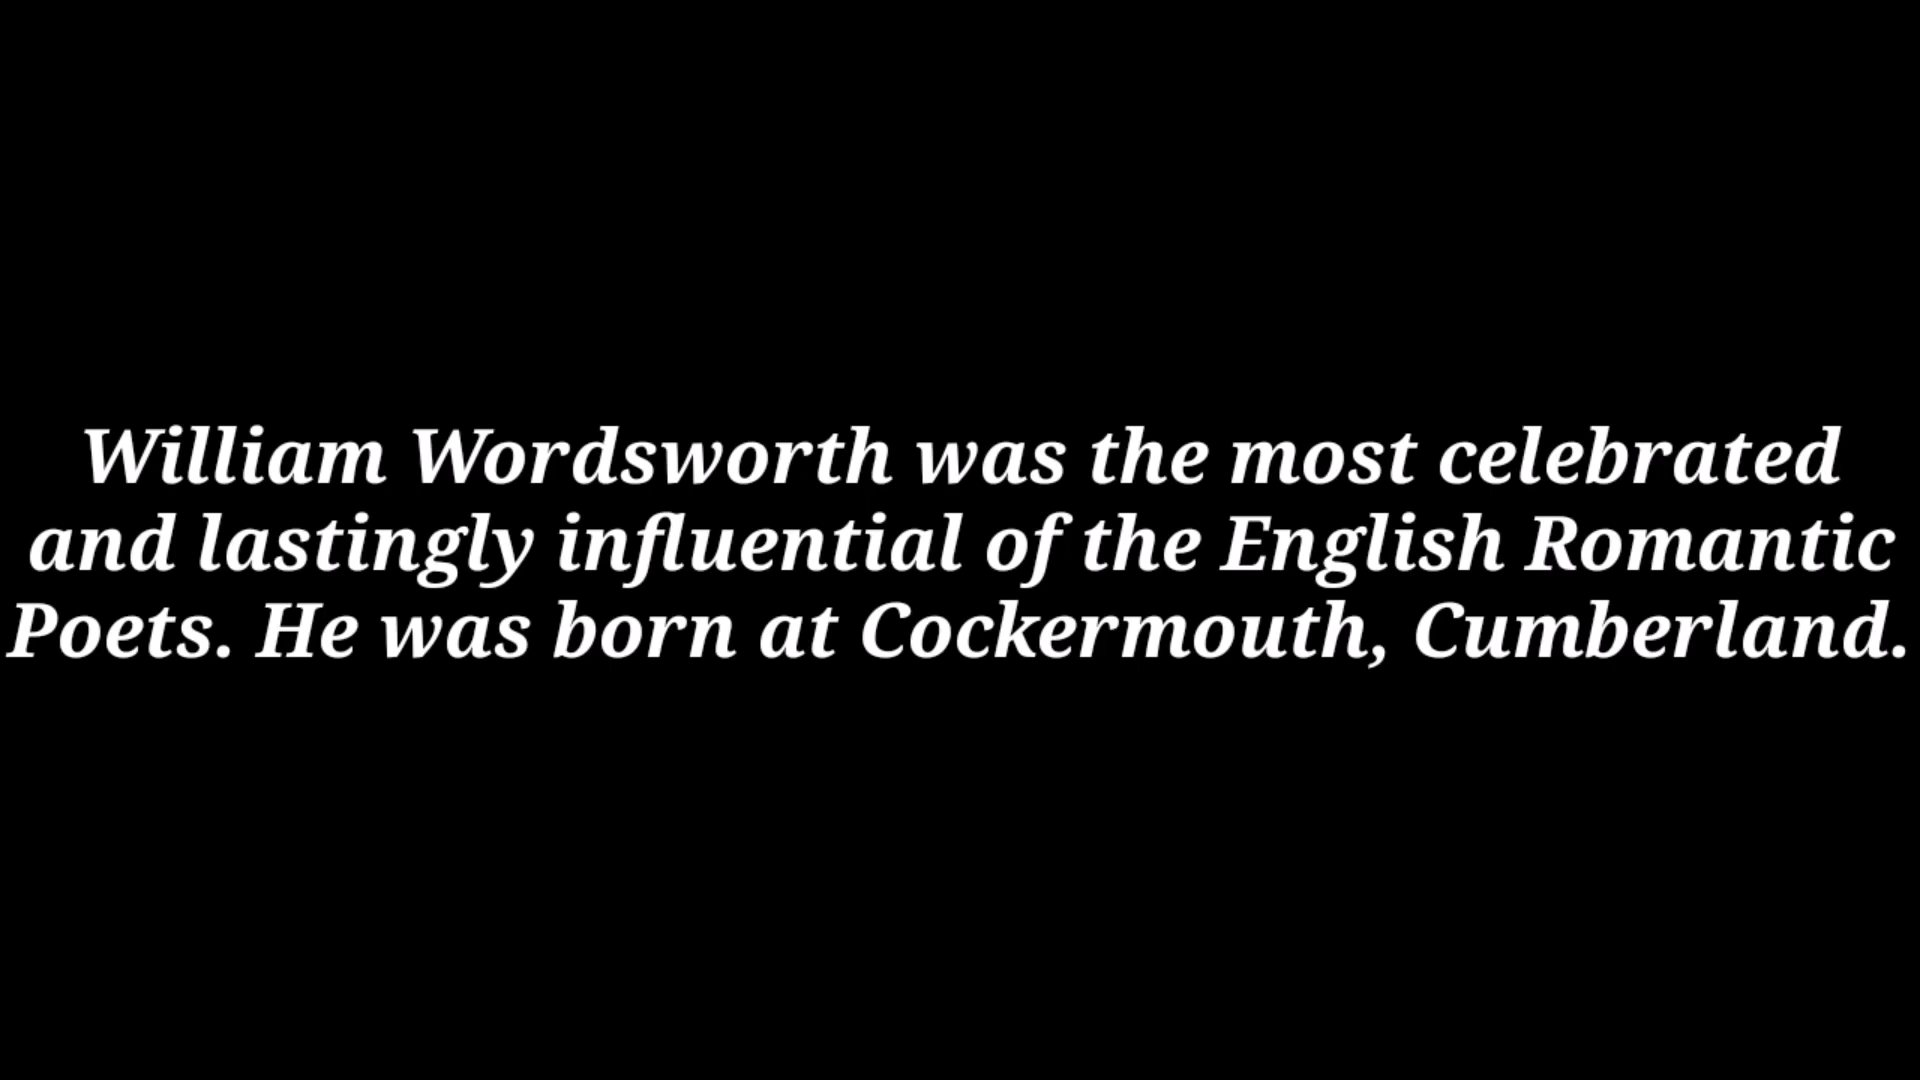 William Wordsworth was the most celebrated
and lastingly influential of the English Romantic
Poets. He was born at Cockermouth, Cumberland.